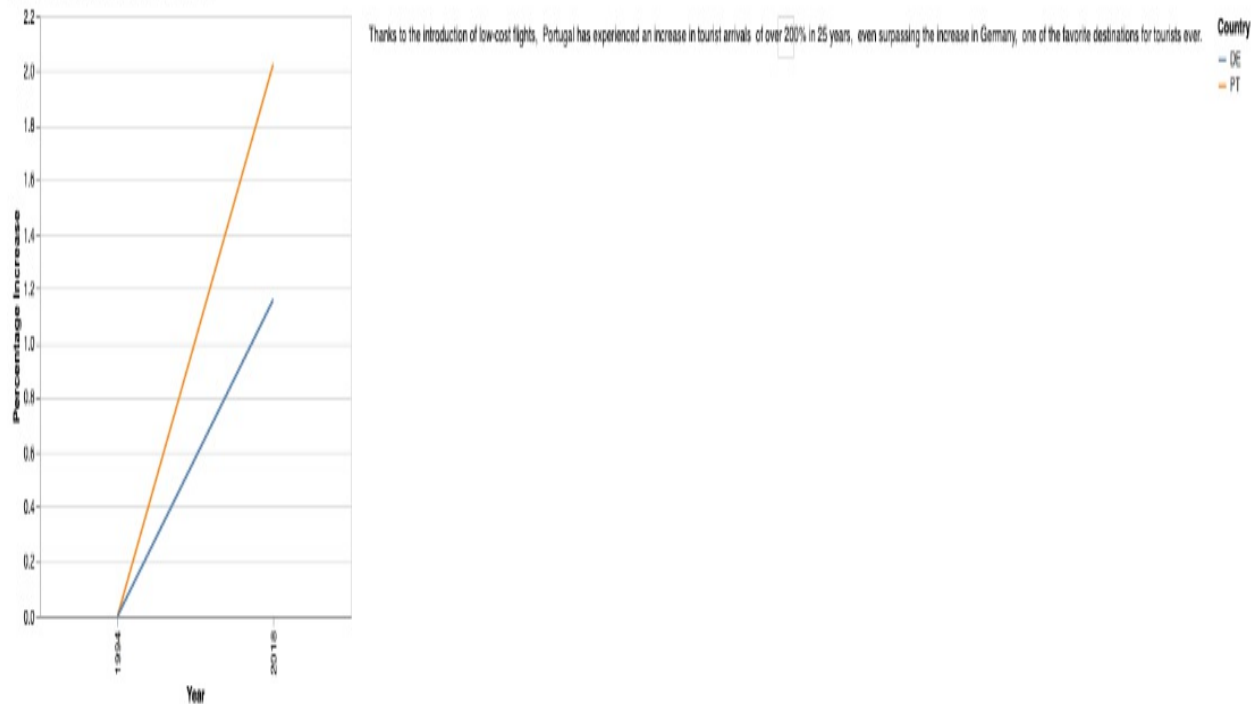 2.2
Thanks to the introduction of low-cost flights, Portugal has experienced an increase in tourist arrivals of over 200% in 25 years, even surpassing the increase in Germany, one of the favorite destinations for tourists ever.
Country
DE
PT
2.0
1.8
1.6
1.4
1.2
1.0
0.8
0.6
0.4
0.2
0.0
Percentage Increase
1994
2018
Year